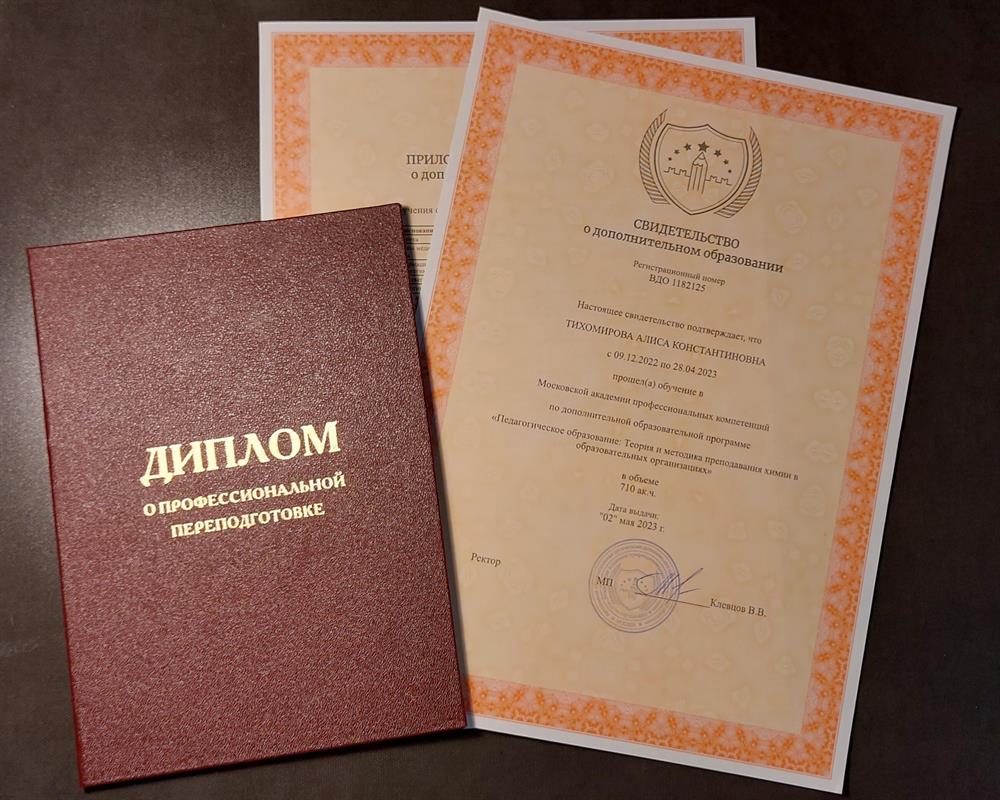 ПРИЛО
о доп
ДИПЛОМ
О ПРОФЕССИОНАЛЬНОЙ
ПЕРЕПОДГОТОВКЕ
СВИДЕТЕЛЬСТВО
о дополнительном образовании
Регистрационный номер
ВДО 1182125
Настоящее свидетельство подтверждает, что
ТИХОМИРОВА АЛИСА КОНСТАНТИНОВНА
с 09.12.2022 по 28.04.2023
прошел(а) обучение в
Московской академии профессиональных компетенций
по дополнительной образовательной программе
«Педагогическое образование: Теория и методика преподавания химии в
образовательных организациях»
в объеме
710 ак.ч.
Дата выдачи:
"02" мая 2023 г.
Ректор
МП
Клевцов В.В.